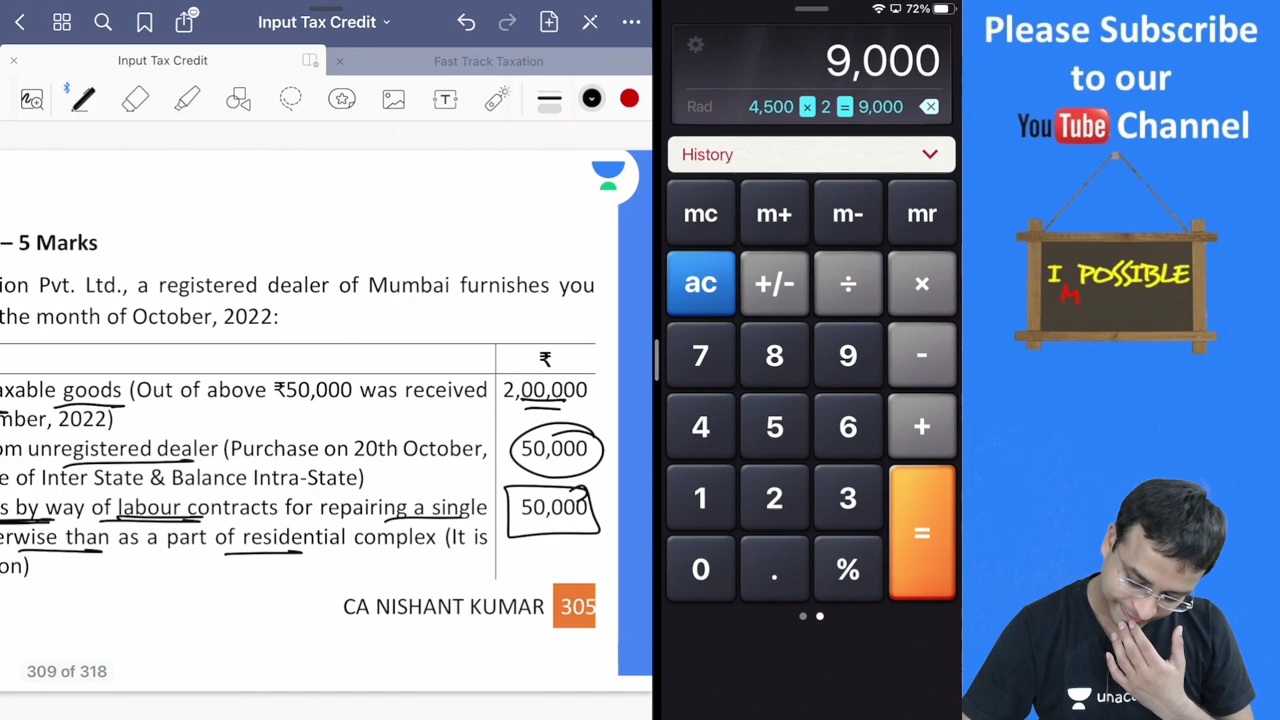 Input Tax Credit
Input Tax Credit
Fast Track Taxation
T
– 5 Marks
ion Pvt. Ltd., a registered dealer of Mumbai furnishes you
the month of October, 2022:
₹
axable goods (Out of above ₹50,000 was received 2,00,000
mber, 2022)
om unregistered dealer (Purchase on 20th October, 50,000
e of Inter State & Balance Intra-State)
s by way of labour contracts for repairing a single 50,000
erwise than as a part of residential complex (It is
on)
CA NISHANT KUMAR 305
309 of 318
72%
9,000
Rad 4,500 × 2 = 9,000
History
mc m+ m- mr
ac +/- ÷ ×
7 8 9 -
4 5 6 +
1 2 3 =
0 . %
Please Subscribe
to our
YouTube Channel
I POSSIBLE
M
unac